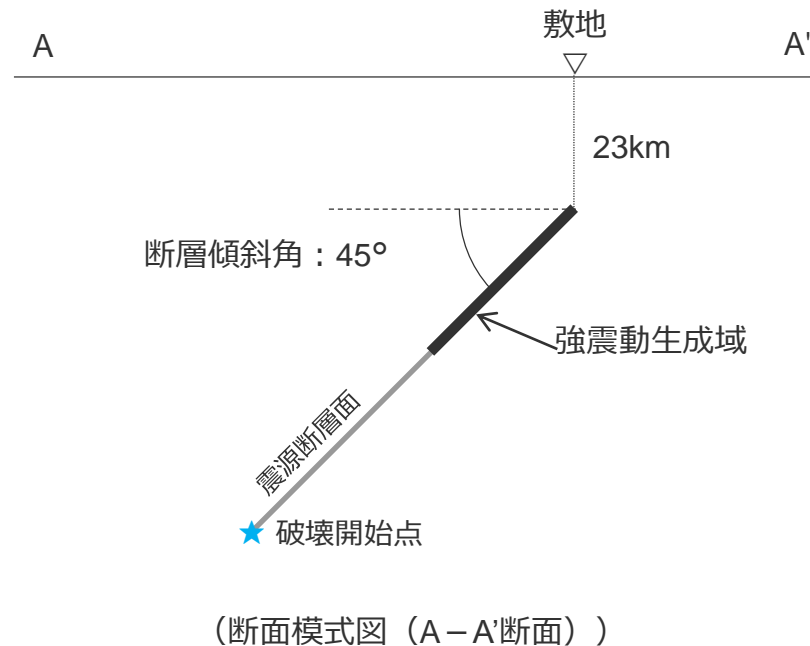 敷地
A
A'
23km
断層傾斜角：45°
強震動生成域
震源断層面
破壊開始点
（断面模式図（A－A’断面））